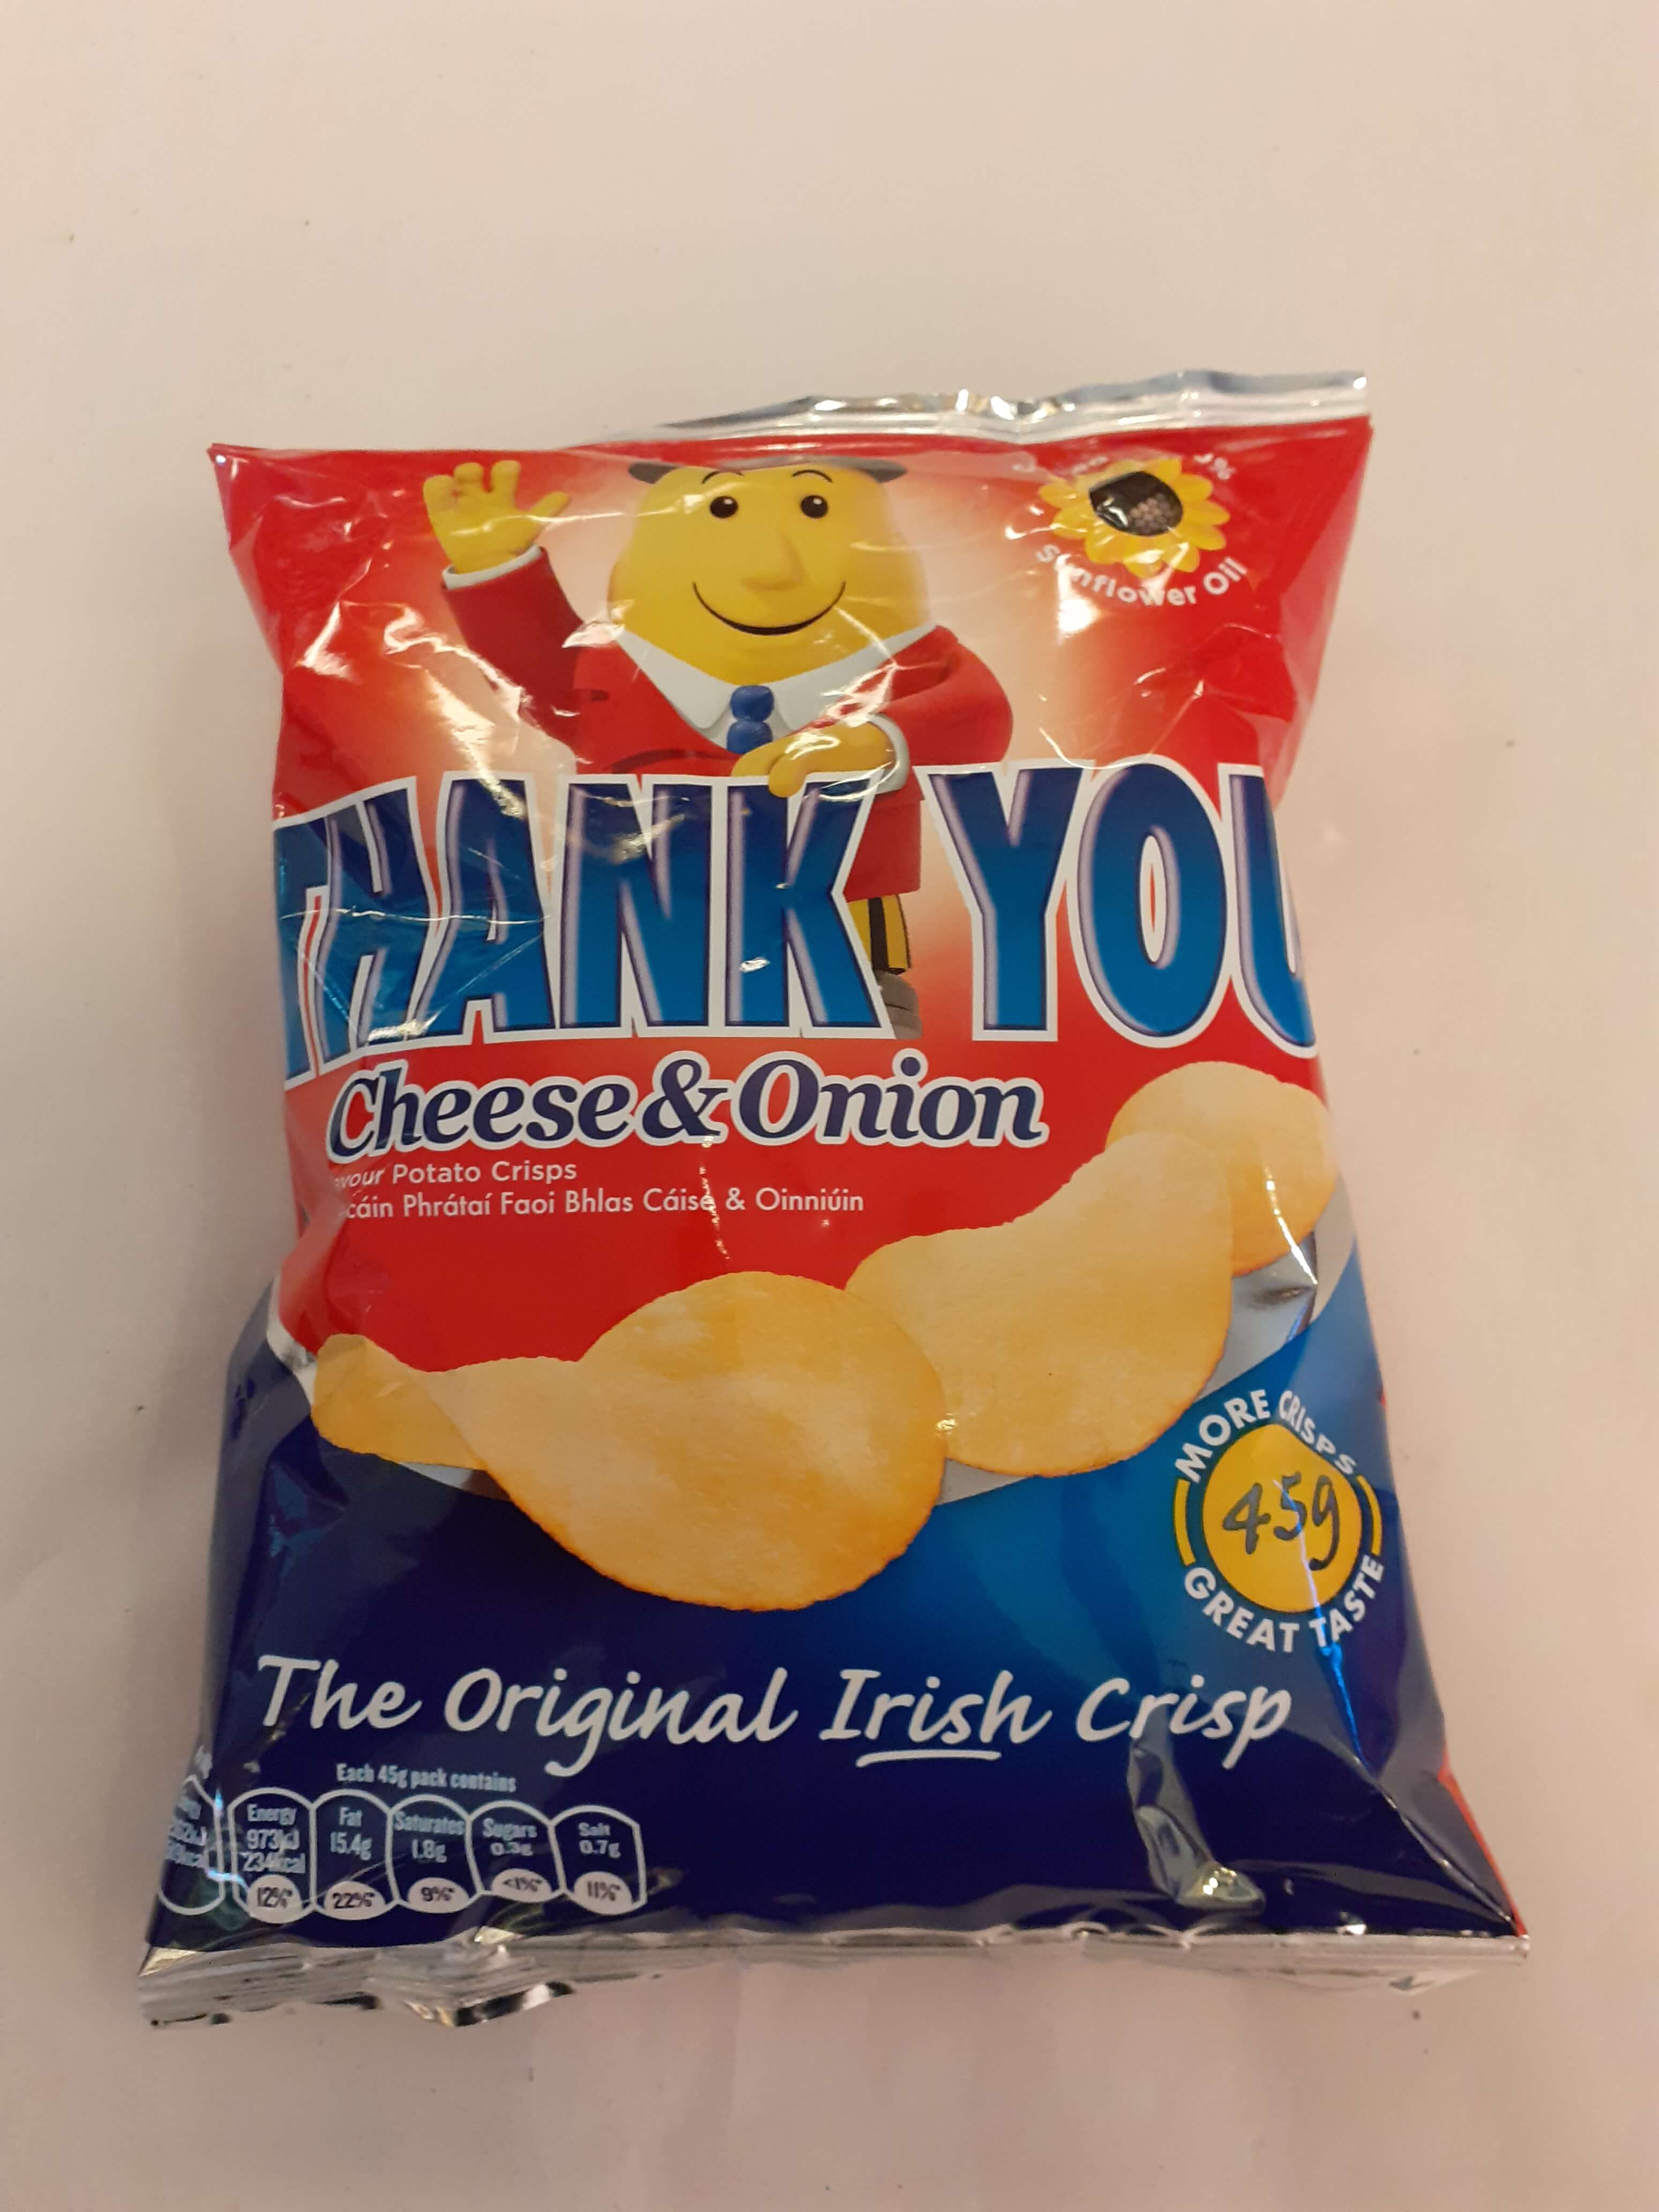 Sunflower Oil
THANK YOU
Cheese & Onion
Potato Crisps
Phrátaí Faoi Bhlas Cáise & Oinniúin
MORE CRISPS
45g
GREAT TASTE
The Original Irish Crisp
Each 45g pack contains
Energy 973kJ 234kcal 12%*
Fat 15.4g 22%*
Saturates 1.8g 9%*
Sugars 0.3g <1%*
Salt 0.7g 11%*